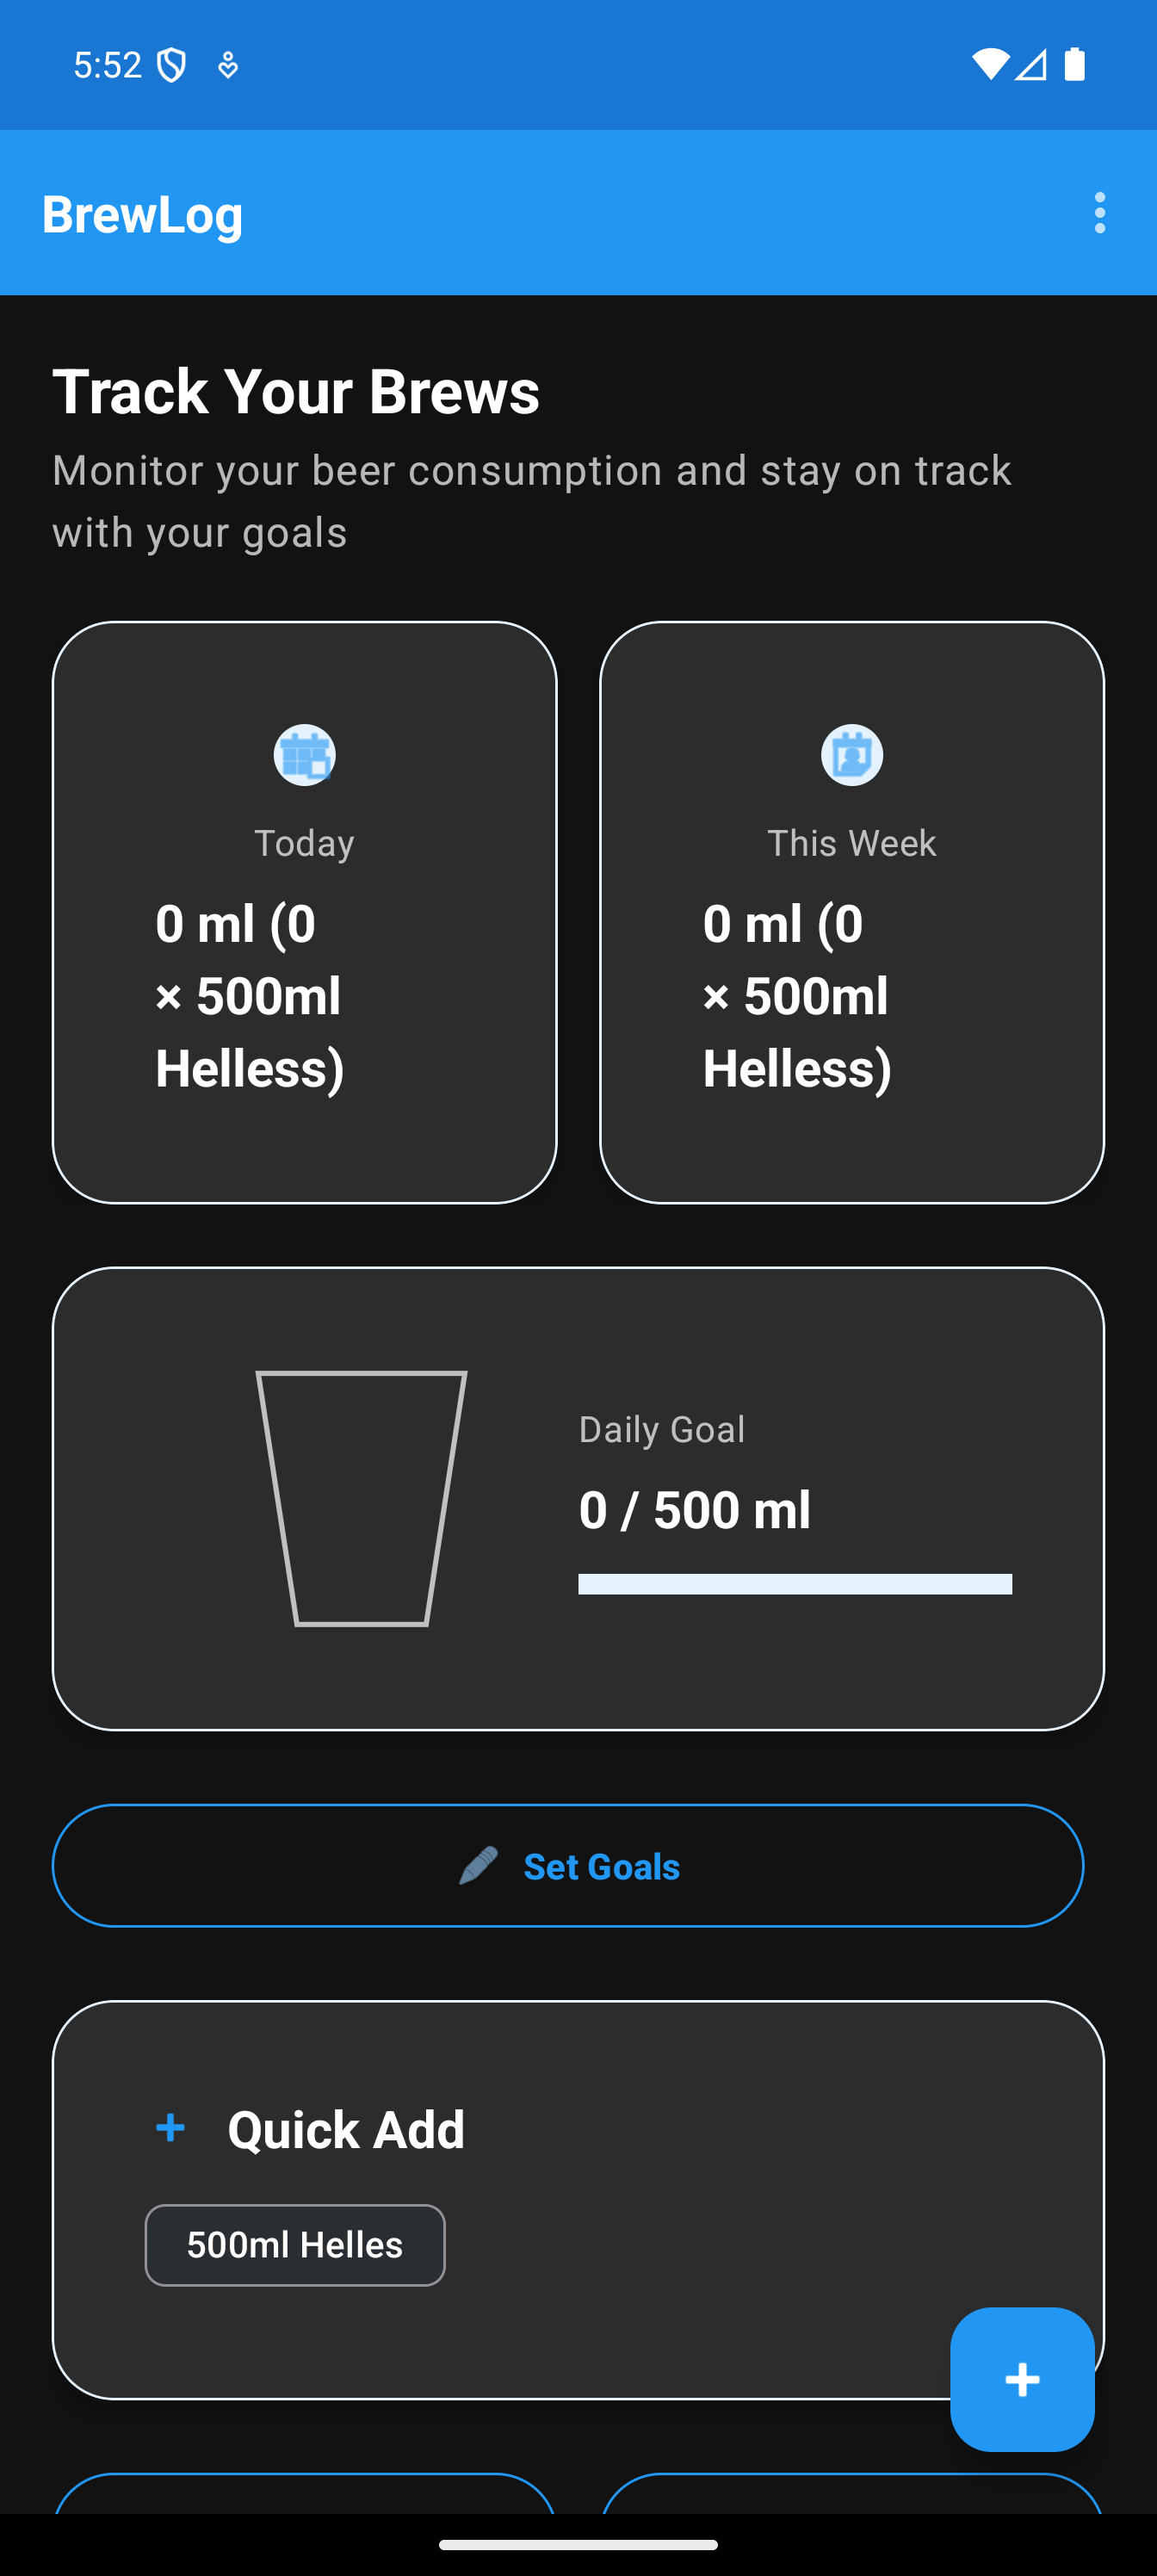 5:52
BrewLog
Track Your Brews
Monitor your beer consumption and stay on track
with your goals
Today
0 ml (0
× 500ml
Helless)
This Week
0 ml (0
× 500ml
Helless)
Daily Goal
0 / 500 ml
Set Goals
Quick Add
500ml Helles